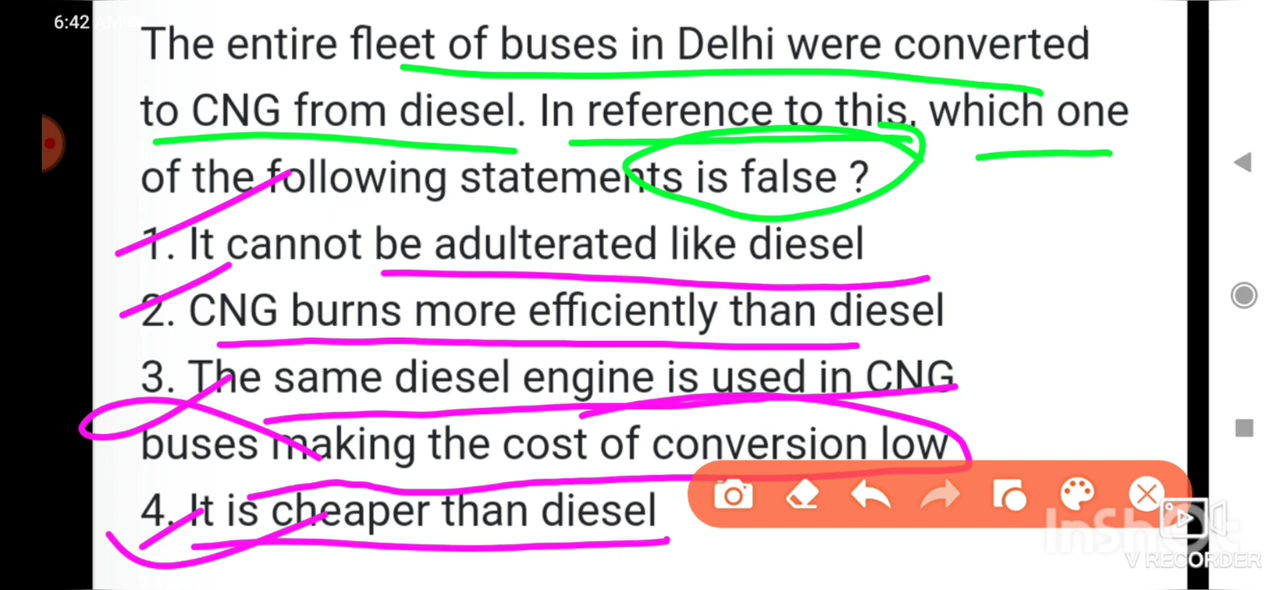 6:42 AM
The entire fleet of buses in Delhi were converted
to CNG from diesel. In reference to this, which one
of the following statements is false ?
1. It cannot be adulterated like diesel
2. CNG burns more efficiently than diesel
3. The same diesel engine is used in CNG
buses making the cost of conversion low
4. It is cheaper than diesel
InShOt
V RECORDER